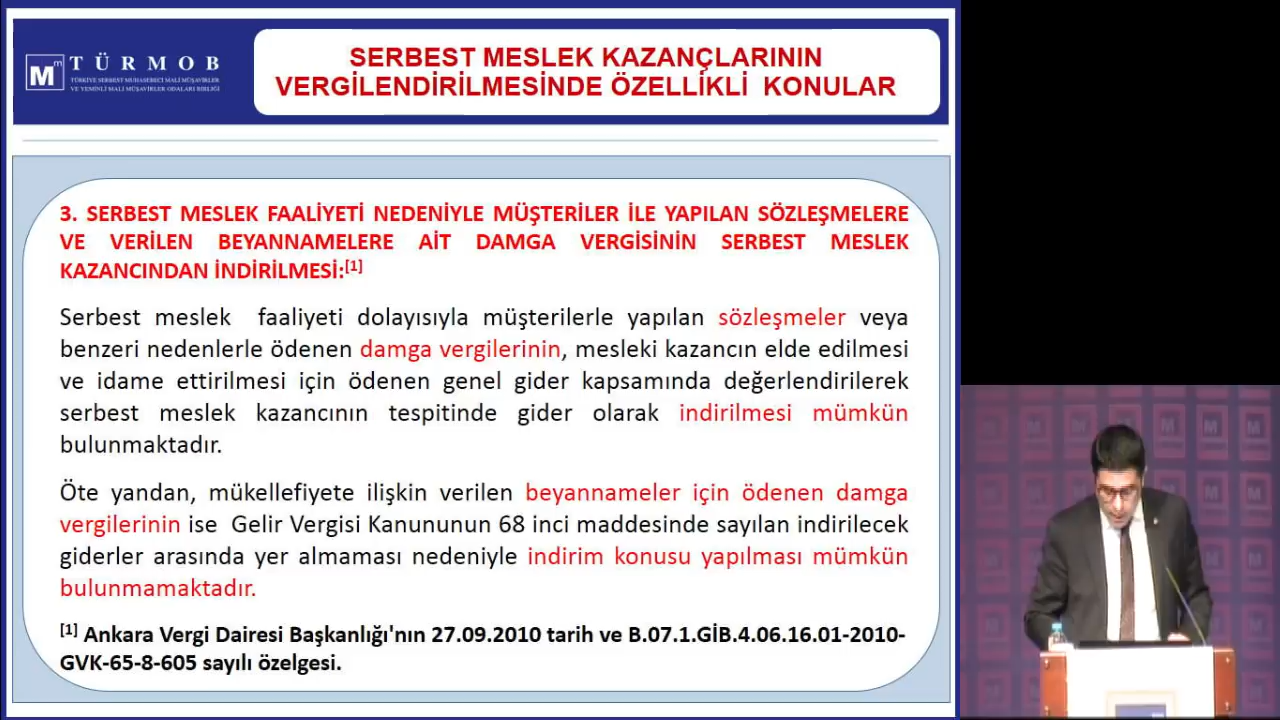 TÜRMOB
TÜRKİYE SERBEST MUHASEBECİ MALİ MÜŞAVİRLER
VE YEMİNLİ MALİ MÜŞAVİRLER ODALARI BİRLİĞİ
SERBEST MESLEK KAZANÇLARININ
VERGİLENDİRİLMESİNDE ÖZELLİKLİ KONULAR
3. SERBEST MESLEK FAALİYETİ NEDENİYLE MÜŞTERİLER İLE YAPILAN SÖZLEŞMELERE
VE VERİLEN BEYANNAMELERE AİT DAMGA VERGİSİNİN SERBEST MESLEK
KAZANCINDAN İNDİRİLMESİ:[1]
Serbest meslek faaliyeti dolayısıyla müşterilerle yapılan sözleşmeler veya
benzeri nedenlerle ödenen damga vergilerinin, mesleki kazancın elde edilmesi
ve idame ettirilmesi için ödenen genel gider kapsamında değerlendirilerek
serbest meslek kazancının tespitinde gider olarak indirilmesi mümkün
bulunmaktadır.
Öte yandan, mükellefiyete ilişkin verilen beyannameler için ödenen damga
vergilerinin ise Gelir Vergisi Kanununun 68 inci maddesinde sayılan indirilecek
giderler arasında yer almaması nedeniyle indirim konusu yapılması mümkün
bulunmamaktadır.
[1] Ankara Vergi Dairesi Başkanlığı'nın 27.09.2010 tarih ve B.07.1.GİB.4.06.16.01-2010-
GVK-65-8-605 sayılı özelgesi.